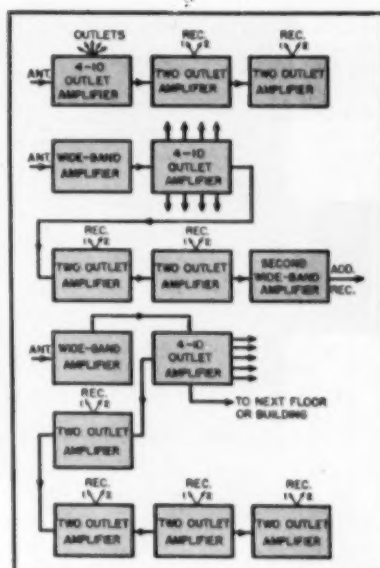 OUTLETS
ANT.
4-10
OUTLET
AMPLIFIER
REC.
1 2
TWO OUTLET
AMPLIFIER
REC.
1 2
TWO OUTLET
AMPLIFIER
ANT.
WIDE-BAND
AMPLIFIER
4-10
OUTLET
AMPLIFIER
REC.
1 2
TWO OUTLET
AMPLIFIER
REC.
1 2
TWO OUTLET
AMPLIFIER
SECOND
WIDE-BAND
AMPLIFIER
ADD.
REC.
ANT.
WIDE-BAND
AMPLIFIER
4-10
OUTLET
AMPLIFIER
TO NEXT FLOOR
OR BUILDING
REC.
1 2
TWO OUTLET
AMPLIFIER
REC.
1 2
TWO OUTLET
AMPLIFIER
REC.
1 2
TWO OUTLET
AMPLIFIER
REC.
1 2
TWO OUTLET
AMPLIFIER